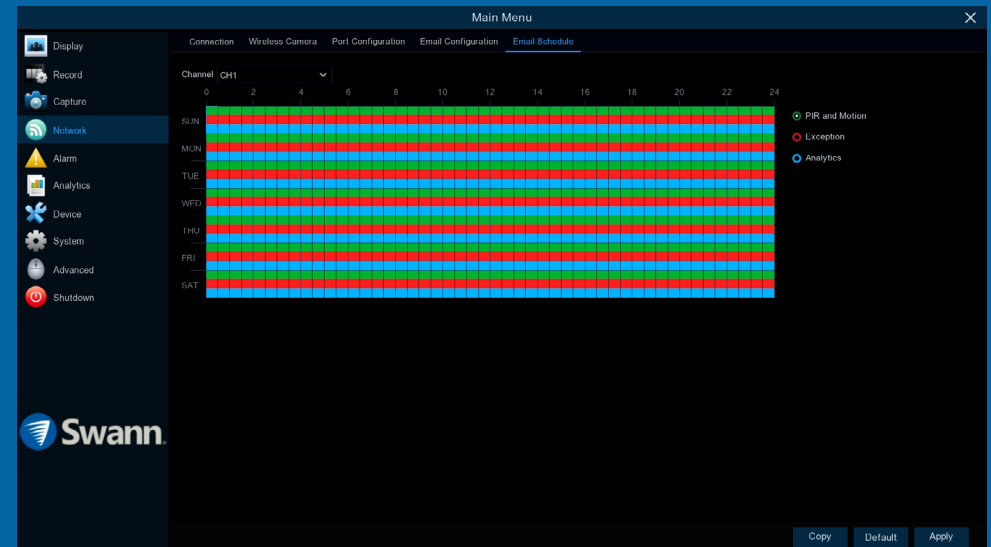 Main Menu
Display
Record
Capture
Network
Alarm
Analytics
Device
System
Advanced
Shutdown
Swann.
Connection Wireless Camera Port Configuration Email Configuration Email Schedule
Channel CH1
0 2 4 6 8 10 12 14 16 18 20 22 24
SUN
MON
TUE
WED
THU
FRI
SAT
PIR and Motion
Exception
Analytics
Copy Default Apply